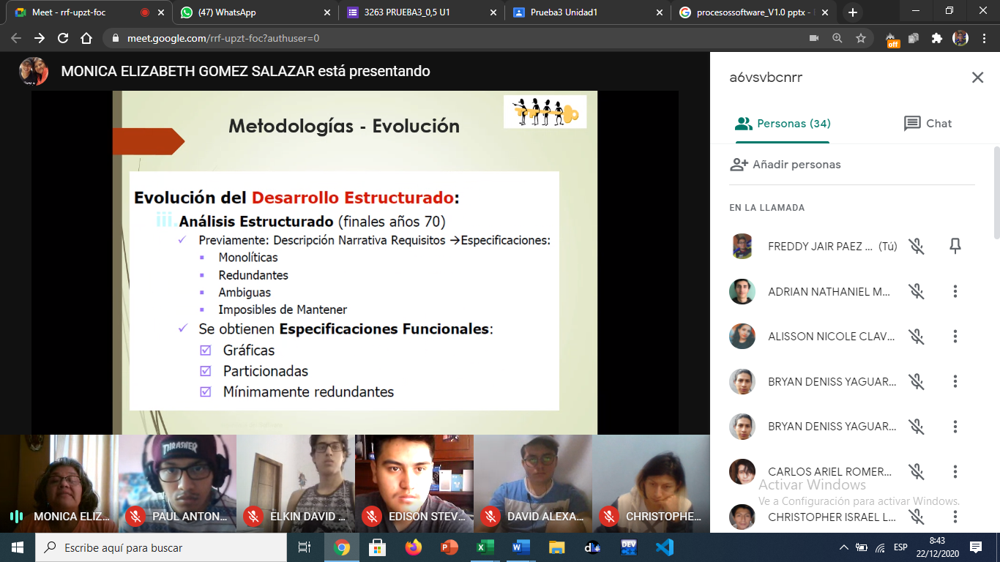 Meet - rrf-upzt-foc
(47) WhatsApp
3263 PRUEBA3_0,5 U1
Prueba3 Unidad1
procesossoftware_V1.0 pptx -
meet.google.com/rrf-upzt-foc?authuser=0
off
MONICA ELIZABETH GOMEZ SALAZAR está presentando
Metodologías - Evolución
Evolución del Desarrollo Estructurado:
iii. Análisis Estructurado (finales años 70)
Previamente: Descripción Narrativa Requisitos →Especificaciones:
Monolíticas
Redundantes
Ambiguas
Imposibles de Mantener
Se obtienen Especificaciones Funcionales:
Gráficas
Particionadas
Mínimamente redundantes
THRASHER
MONICA ELIZ...
PAUL ANTON...
ELKIN DAVID ...
EDISON STEV...
DAVID ALEXA...
CHRISTOPHE...
a6vsvbcnrr
Personas (34)
Chat
Añadir personas
EN LA LLAMADA
FREDDY JAIR PAEZ ... (Tú)
ADRIAN NATHANIEL M...
ALISSON NICOLE CLAV...
BRYAN DENISS YAGUAR...
BRYAN DENISS YAGUAR...
CARLOS ARIEL ROMER...
Activar Windows
Ve a Configuración para activar Windows.
CHRISTOPHER ISRAEL L...
Escribe aquí para buscar
DEV
ESP
8:43
22/12/2020